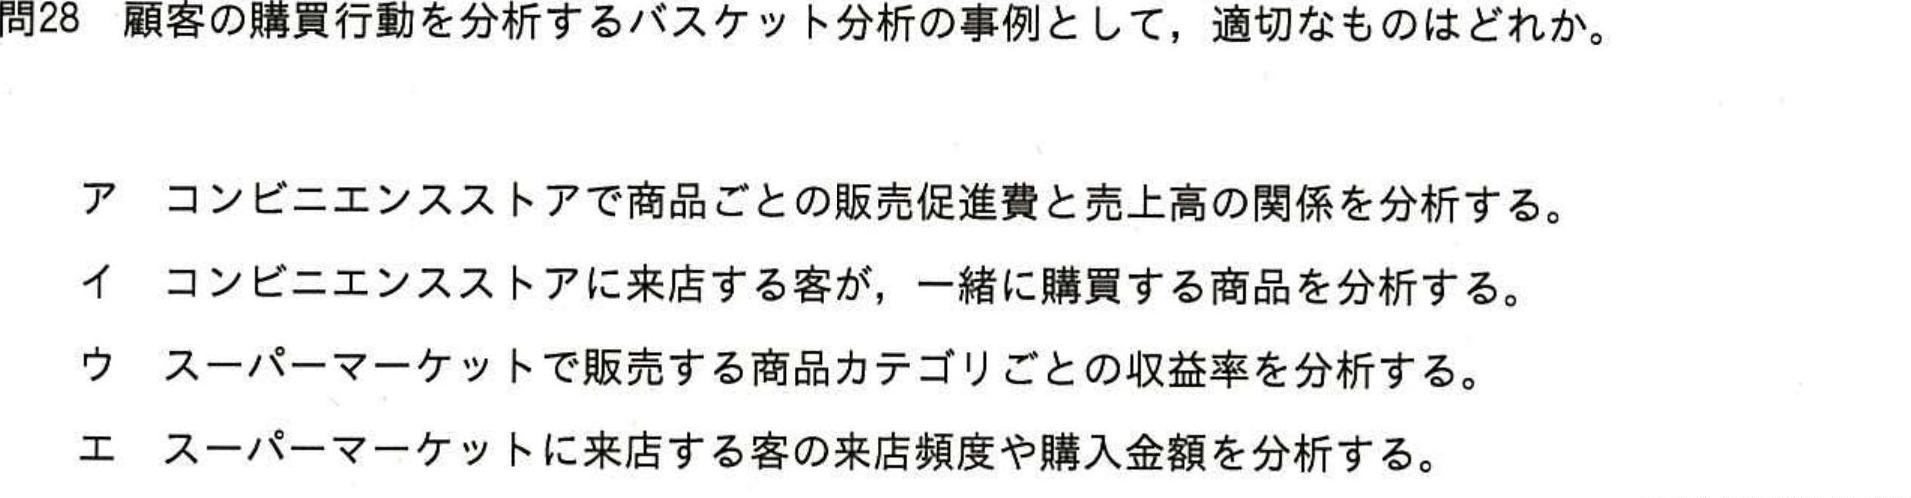 問28　顧客の購買行動を分析するバスケット分析の事例として，適切なものはどれか。
ア　コンビニエンスストアで商品ごとの販売促進費と売上高の関係を分析する。
イ　コンビニエンスストアに来店する客が，一緒に購買する商品を分析する。
ウ　スーパーマーケットで販売する商品カテゴリごとの収益率を分析する。
エ　スーパーマーケットに来店する客の来店頻度や購入金額を分析する。